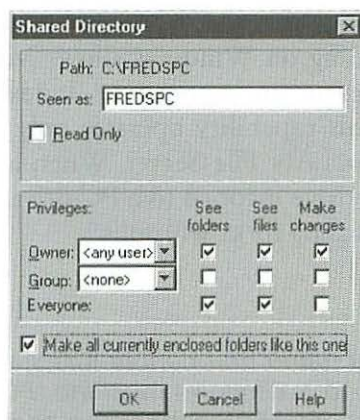 Shared Directory
Path: C:\FREDSPC
Seen as: FREDSPC
Read Only
Privileges: See folders See files Make changes
Owner: <any user>
Group: <none>
Everyone:
Make all currently enclosed folders like this one
OK Cancel Help